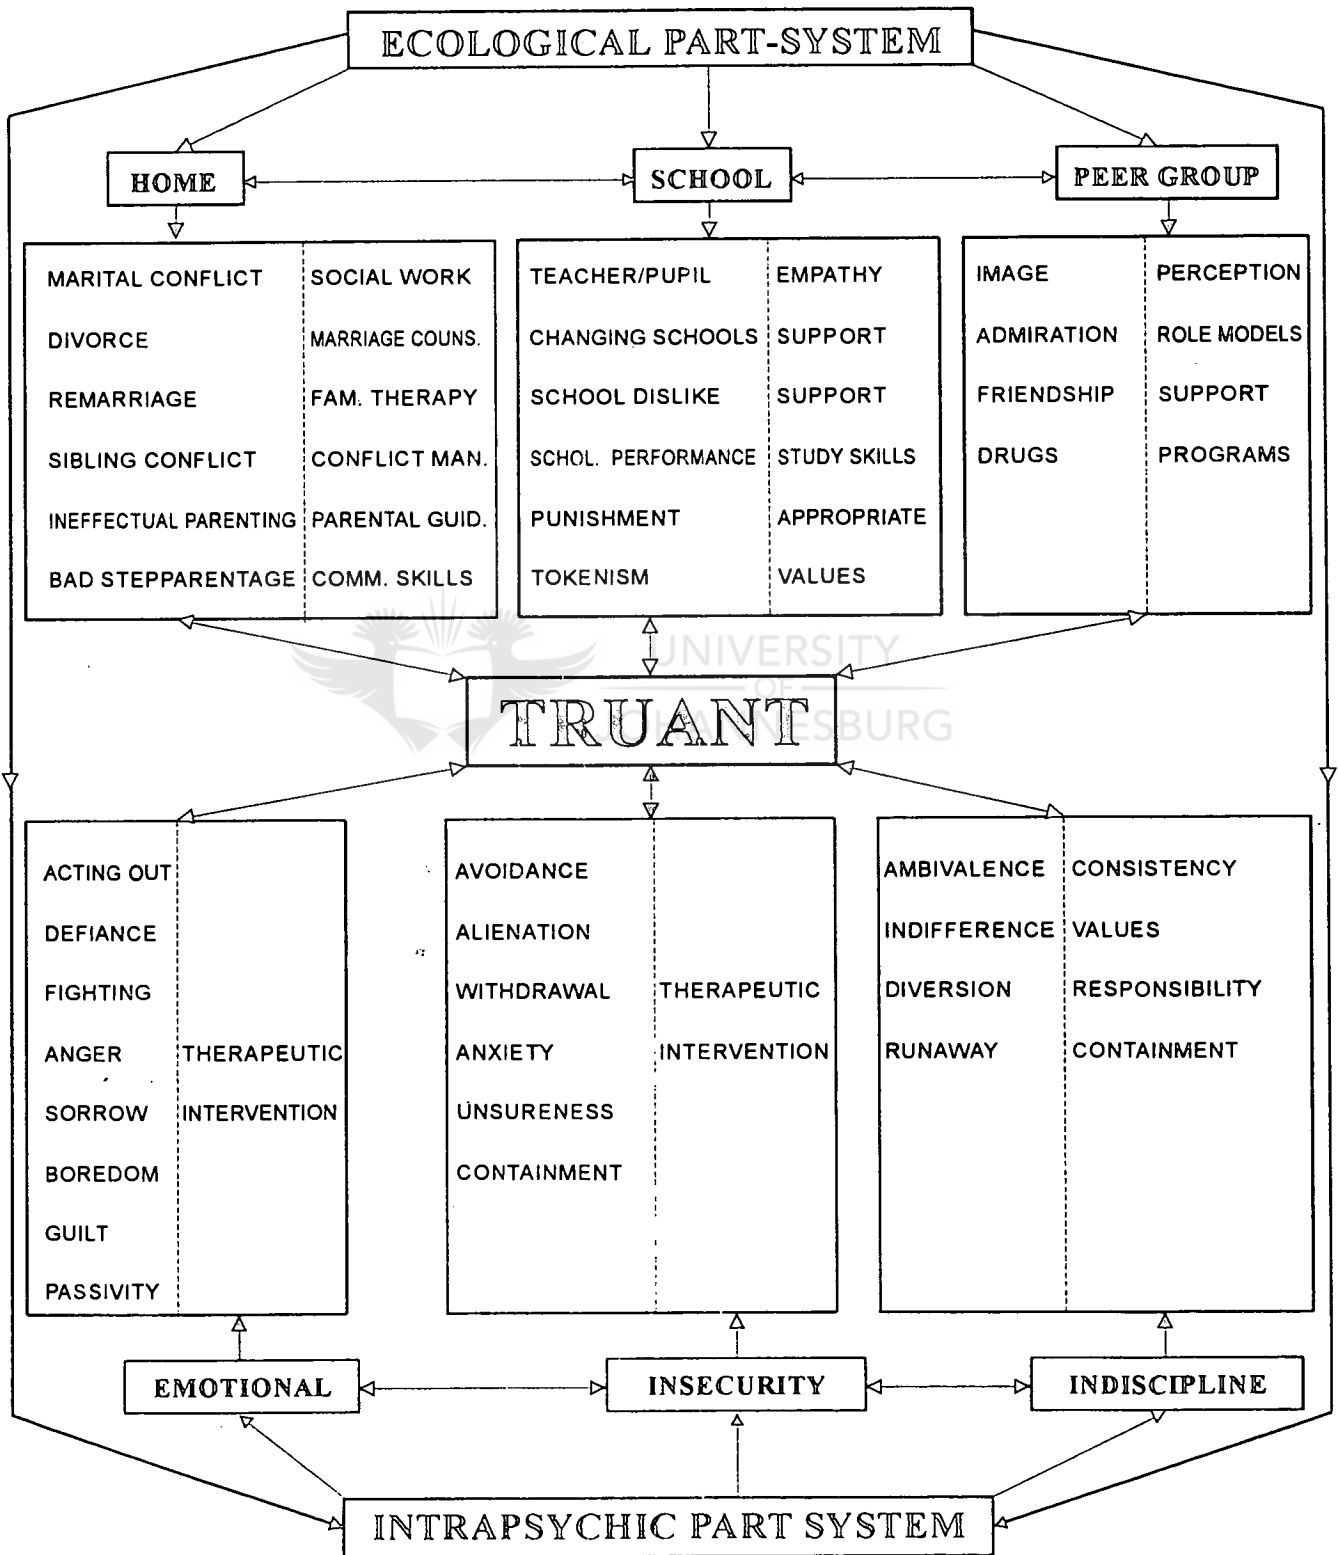 ECOLOGICAL PART-SYSTEM
HOME
SCHOOL
PEER GROUP
MARITAL CONFLICT SOCIAL WORK
DIVORCE MARRIAGE COUNS.
REMARRIAGE FAM. THERAPY
SIBLING CONFLICT CONFLICT MAN.
INEFFECTUAL PARENTING PARENTAL GUID.
BAD STEPPARENTAGE COMM. SKILLS
TEACHER/PUPIL EMPATHY
CHANGING SCHOOLS SUPPORT
SCHOOL DISLIKE SUPPORT
SCHOL. PERFORMANCE STUDY SKILLS
PUNISHMENT APPROPRIATE
TOKENISM VALUES
IMAGE PERCEPTION
ADMIRATION ROLE MODELS
FRIENDSHIP SUPPORT
DRUGS PROGRAMS
UNIVERSITY
OF
JOHANNESBURG
TRUANT
ACTING OUT
DEFIANCE
FIGHTING
ANGER THERAPEUTIC
SORROW INTERVENTION
BOREDOM
GUILT
PASSIVITY
AVOIDANCE
ALIENATION
WITHDRAWAL THERAPEUTIC
ANXIETY INTERVENTION
UNSURENESS
CONTAINMENT
AMBIVALENCE CONSISTENCY
INDIFFERENCE VALUES
DIVERSION RESPONSIBILITY
RUNAWAY CONTAINMENT
EMOTIONAL
INSECURITY
INDISCIPLINE
INTRAPSYCHIC PART SYSTEM